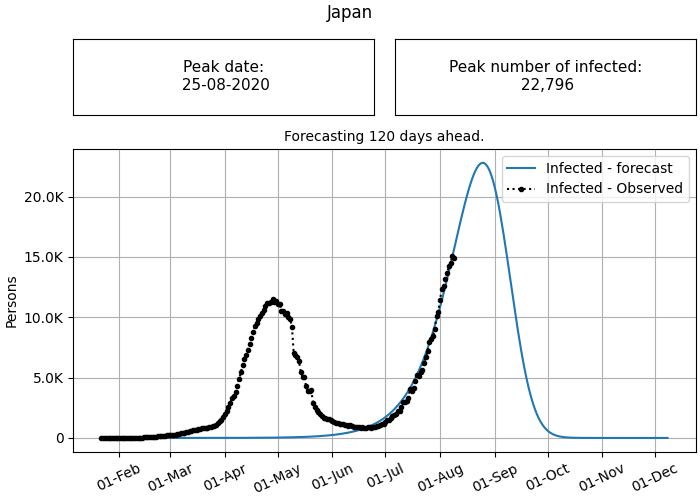 Japan
Peak date:
25-08-2020
Peak number of infected:
22,796
Forecasting 120 days ahead.
Infected - forecast
Infected - Observed
20.0K
15.0K
10.0K
5.0K
0
Persons
01-Feb
01-Mar
01-Apr
01-May
01-Jun
01-Jul
01-Aug
01-Sep
01-Oct
01-Nov
01-Dec